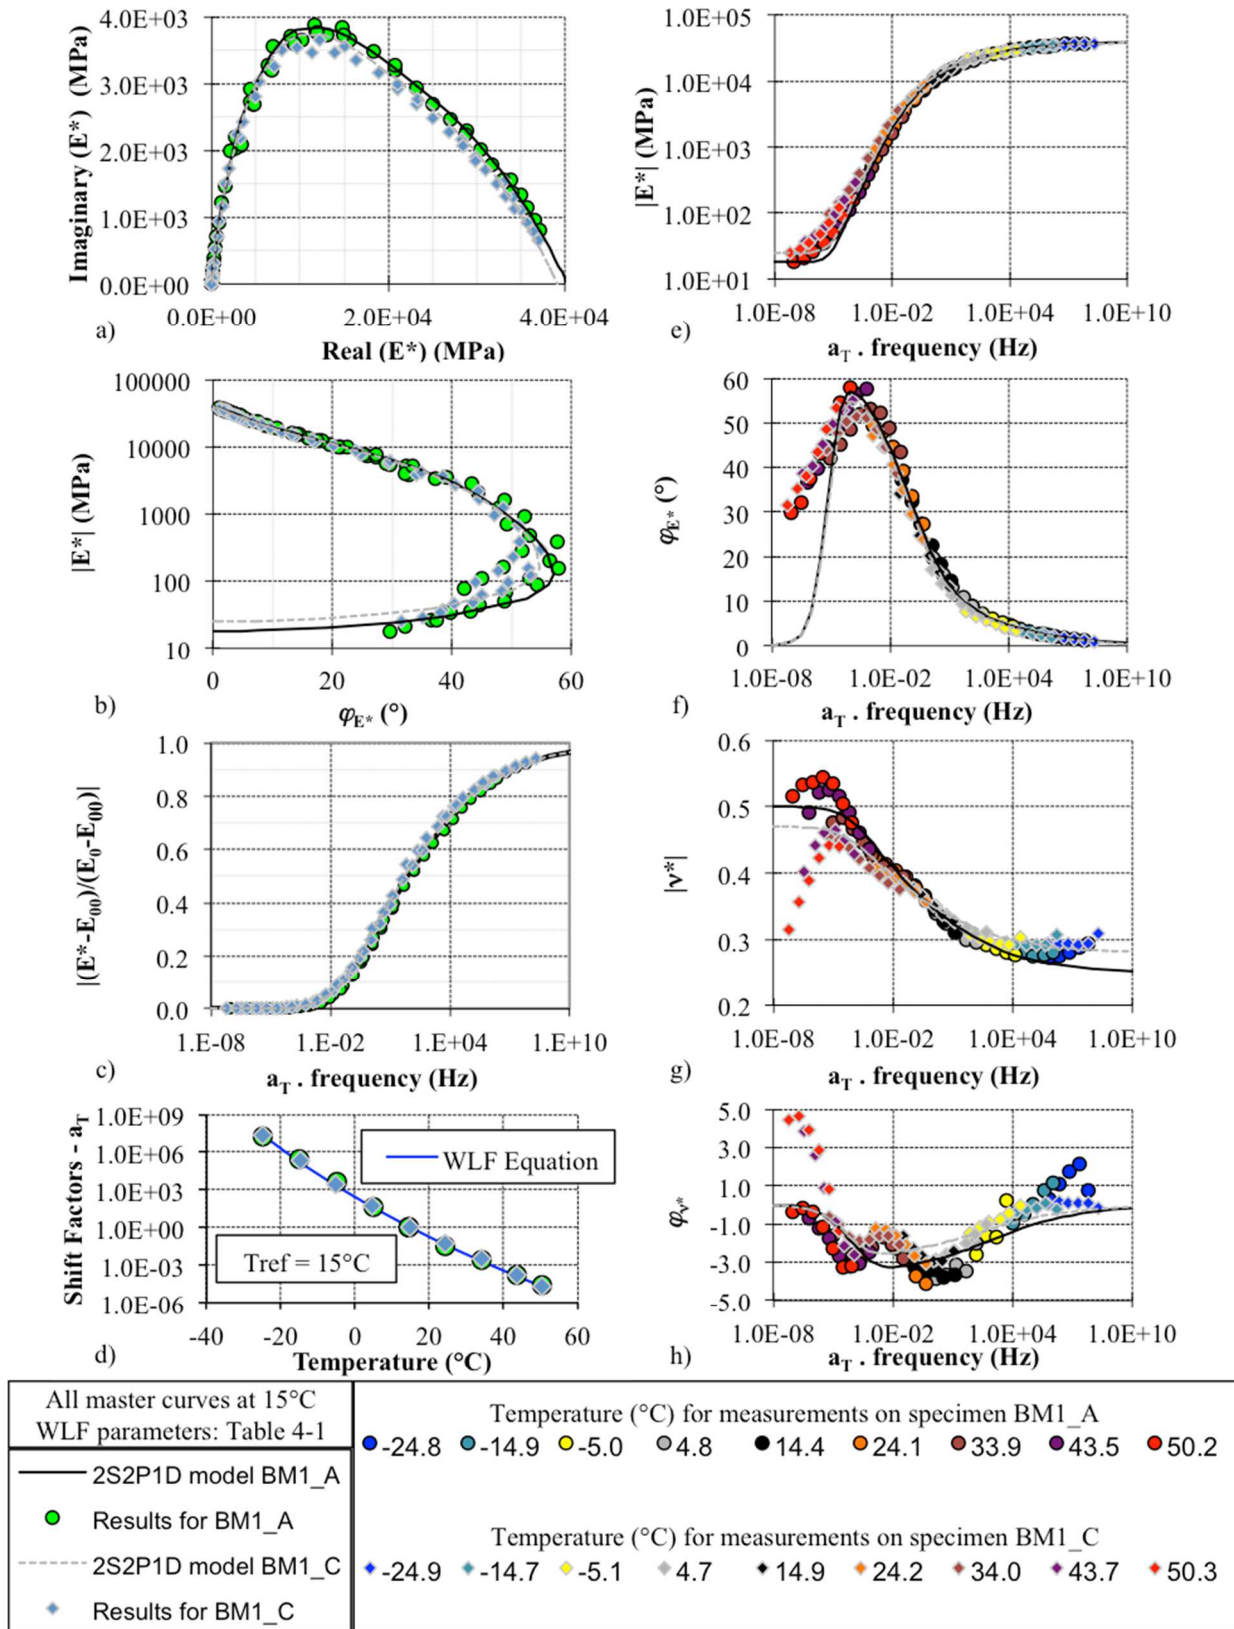 4.0E+03
3.0E+03
2.0E+03
1.0E+03
0.0E+00
Imaginary (E*) (MPa)
0.0E+00 2.0E+04 4.0E+04
a)
Real (E*) (MPa)
1.0E+05
1.0E+04
1.0E+03
1.0E+02
1.0E+01
|E*| (MPa)
1.0E-08 1.0E-02 1.0E+04 1.0E+10
e)
aT . frequency (Hz)
100000
10000
1000
100
10
|E*| (MPa)
0 20 40 60
b)
φE* (°)
60
50
40
30
20
10
0
φE* (°)
1.0E-08 1.0E-02 1.0E+04 1.0E+10
f)
aT . frequency (Hz)
1.0
0.8
0.6
0.4
0.2
0.0
|(E*-E00)/(E0-E00)|
1.E-08 1.E-02 1.E+04 1.E+10
c)
aT . frequency (Hz)
0.6
0.5
0.4
0.3
0.2
|ν*|
1.0E-08 1.0E-02 1.0E+04 1.0E+10
g)
aT . frequency (Hz)
1.0E+09
1.0E+06
1.0E+03
1.0E+00
1.0E-03
1.0E-06
Shift Factors - aT
WLF Equation
Tref = 15°C
-40 -20 0 20 40 60
d)
Temperature (°C)
5.0
3.0
1.0
-1.0
-3.0
-5.0
φν*
1.0E-08 1.0E-02 1.0E+04 1.0E+10
h)
aT . frequency (Hz)
All master curves at 15°C
WLF parameters: Table 4-1
2S2P1D model BM1_A
Results for BM1_A
2S2P1D model BM1_C
Results for BM1_C
Temperature (°C) for measurements on specimen BM1_A
-24.8 -14.9 -5.0 4.8 14.4 24.1 33.9 43.5 50.2
Temperature (°C) for measurements on specimen BM1_C
-24.9 -14.7 -5.1 4.7 14.9 24.2 34.0 43.7 50.3